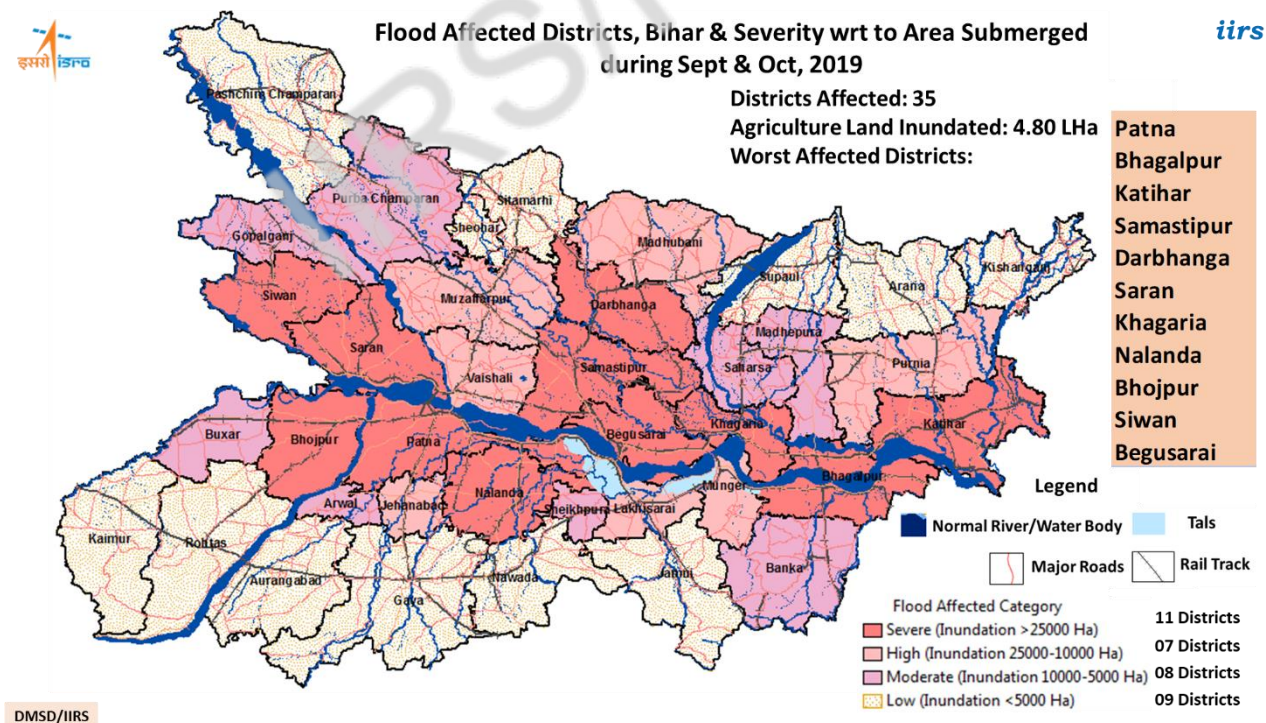 इसरो isro
Flood Affected Districts, Bihar & Severity wrt to Area Submerged
during Sept & Oct, 2019
iirs
Districts Affected: 35
Agriculture Land Inundated: 4.80 LHa
Worst Affected Districts:
Patna
Bhagalpur
Katihar
Samastipur
Darbhanga
Saran
Khagaria
Nalanda
Bhojpur
Siwan
Begusarai
Pashchim Champaran
Purba Champaran
Sitamarhi
Sheohar
Gopalganj
Madhubani
Supaul
Araria
Kishanganj
Siwan
Muzaffarpur
Darbhanga
Madhepura
Saran
Vaishali
Samastipur
Saharsa
Purnia
Buxar
Bhojpur
Patna
Begusarai
Khagaria
Katihar
Bhagalpur
Munger
Nalanda
Arwal
Jehanabad
Sheikhpura
Lakhisarai
Kaimur
Rohtas
Aurangabad
Gaya
Nawada
Jamui
Banka
Legend
Normal River/Water Body
Tals
Major Roads
Rail Track
Flood Affected Category
Severe (Inundation >25000 Ha) 11 Districts
High (Inundation 25000-10000 Ha) 07 Districts
Moderate (Inundation 10000-5000 Ha) 08 Districts
Low (Inundation <5000 Ha) 09 Districts
DMSD/IIRS